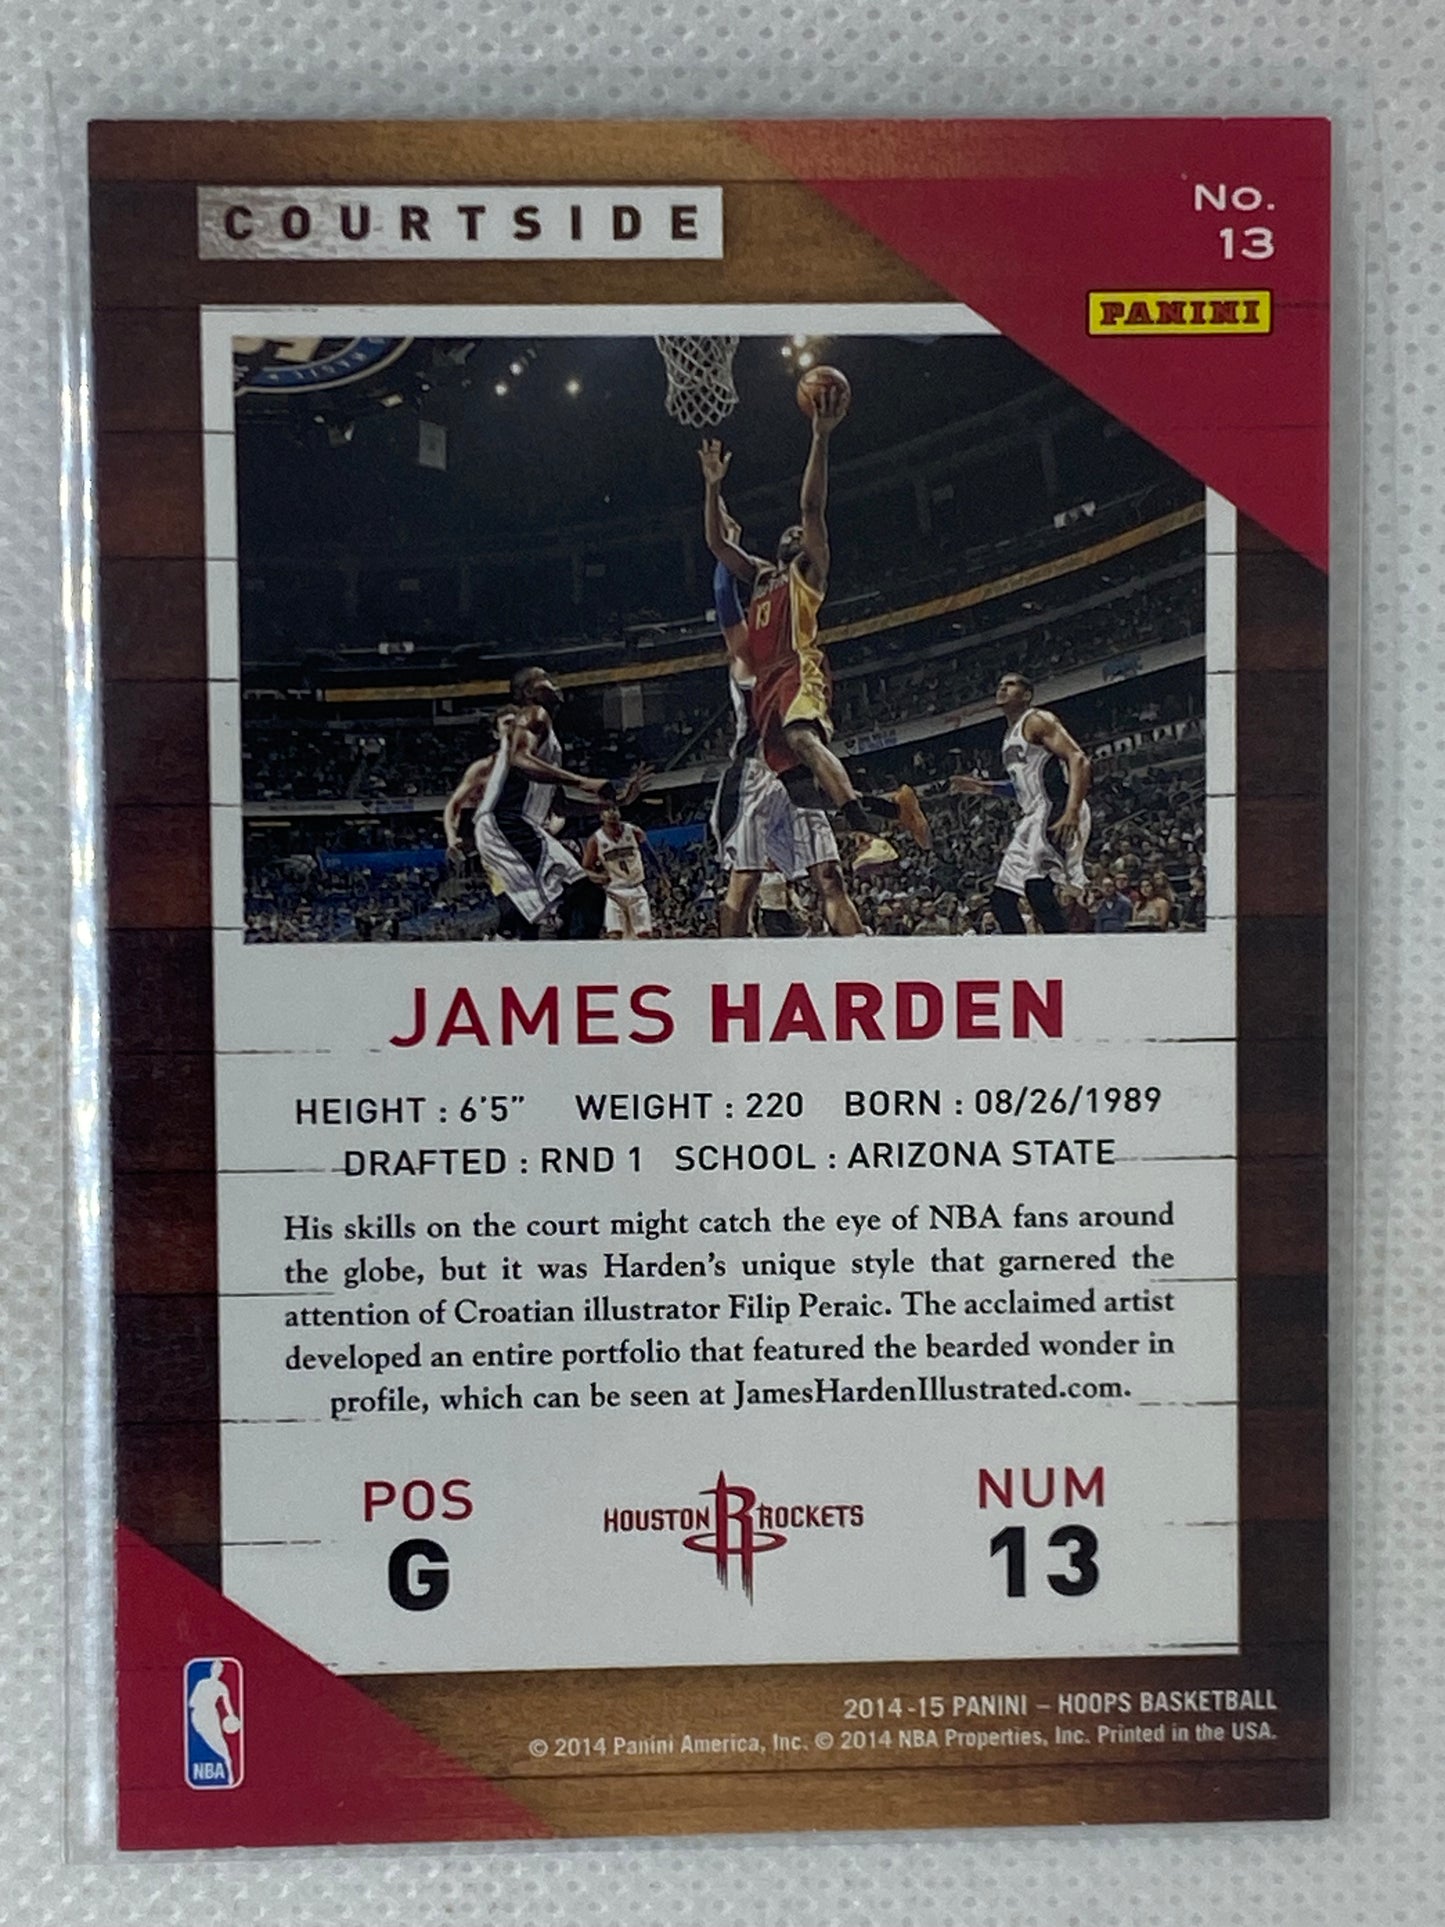 COURTSIDE
No.
13
PANINI
13
JAMES HARDEN
HEIGHT : 6'5" WEIGHT : 220 BORN : 08/26/1989
DRAFTED : RND 1 SCHOOL : ARIZONA STATE
His skills on the court might catch the eye of NBA fans around
the globe, but it was Harden's unique style that garnered the
attention of Croatian illustrator Filip Peraic. The acclaimed artist
developed an entire portfolio that featured the bearded wonder in
profile, which can be seen at JamesHardenIllustrated.com.
POS
G
HOUSTON R ROCKETS
NUM
13
NBA
2014-15 PANINI – HOOPS BASKETBALL
© 2014 Panini America, Inc. © 2014 NBA Properties, Inc. Printed in the USA.